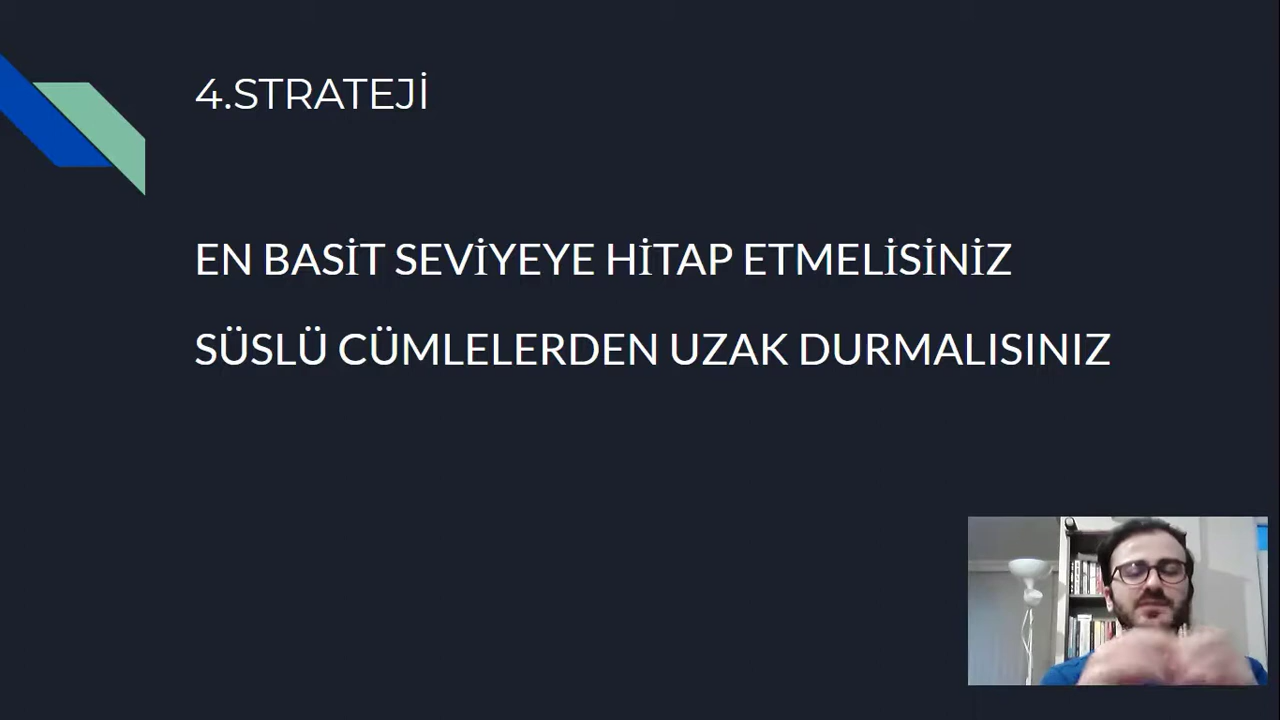 4.STRATEJİ
EN BASİT SEVİYEYE HİTAP ETMELİSİNİZ
SÜSLÜ CÜMLELERDEN UZAK DURMALISINIZ